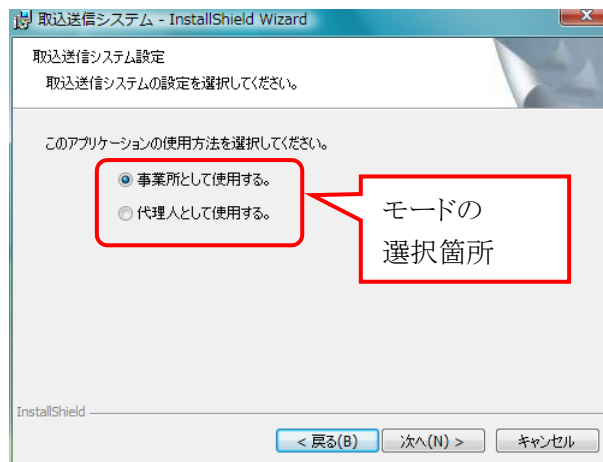 取込送信システム - InstallShield Wizard
取込送信システム設定
取込送信システムの設定を選択してください。
このアプリケーションの使用方法を選択してください。
事業所として使用する。
代理人として使用する。
モードの
選択箇所
InstallShield
< 戻る(B)
次へ(N) >
キャンセル